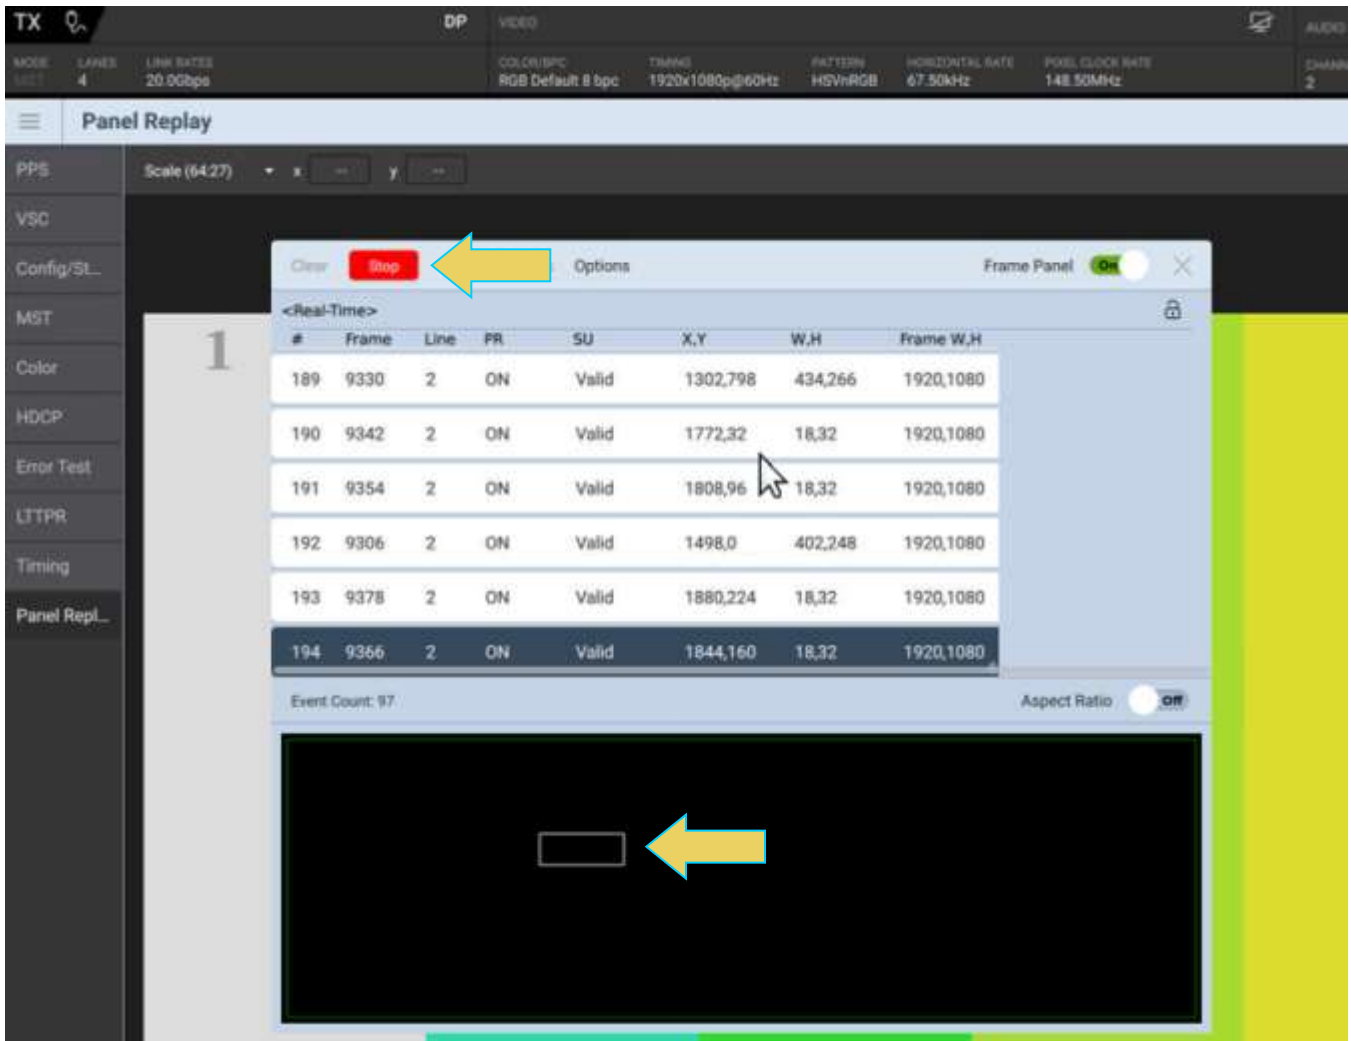 TX DP VIDEO AUDIO
MODE LANES LINK RATES COLOR/BPC TIMING PATTERN HORIZONTAL RATE PIXEL CLOCK RATE
4 20.0Gbps RGB Default 8 bpc 1920x1080p@60Hz HSVnRGB 67.50kHz 148.50MHz 2
Panel Replay
PPS
Scale (64:27) x -- y --
VSC
Config/St...
Clear Stop Options Frame Panel On
<Real-Time>
MST
1
# Frame Line PR SU X,Y W,H Frame W,H
Color
189 9330 2 ON Valid 1302,798 434,266 1920,1080
HDCP
190 9342 2 ON Valid 1772,32 18,32 1920,1080
Error Test
191 9354 2 ON Valid 1808,96 18,32 1920,1080
LTTPR
192 9306 2 ON Valid 1498,0 402,248 1920,1080
Timing
193 9378 2 ON Valid 1880,224 18,32 1920,1080
Panel Repl...
194 9366 2 ON Valid 1844,160 18,32 1920,1080
Event Count: 97 Aspect Ratio Off